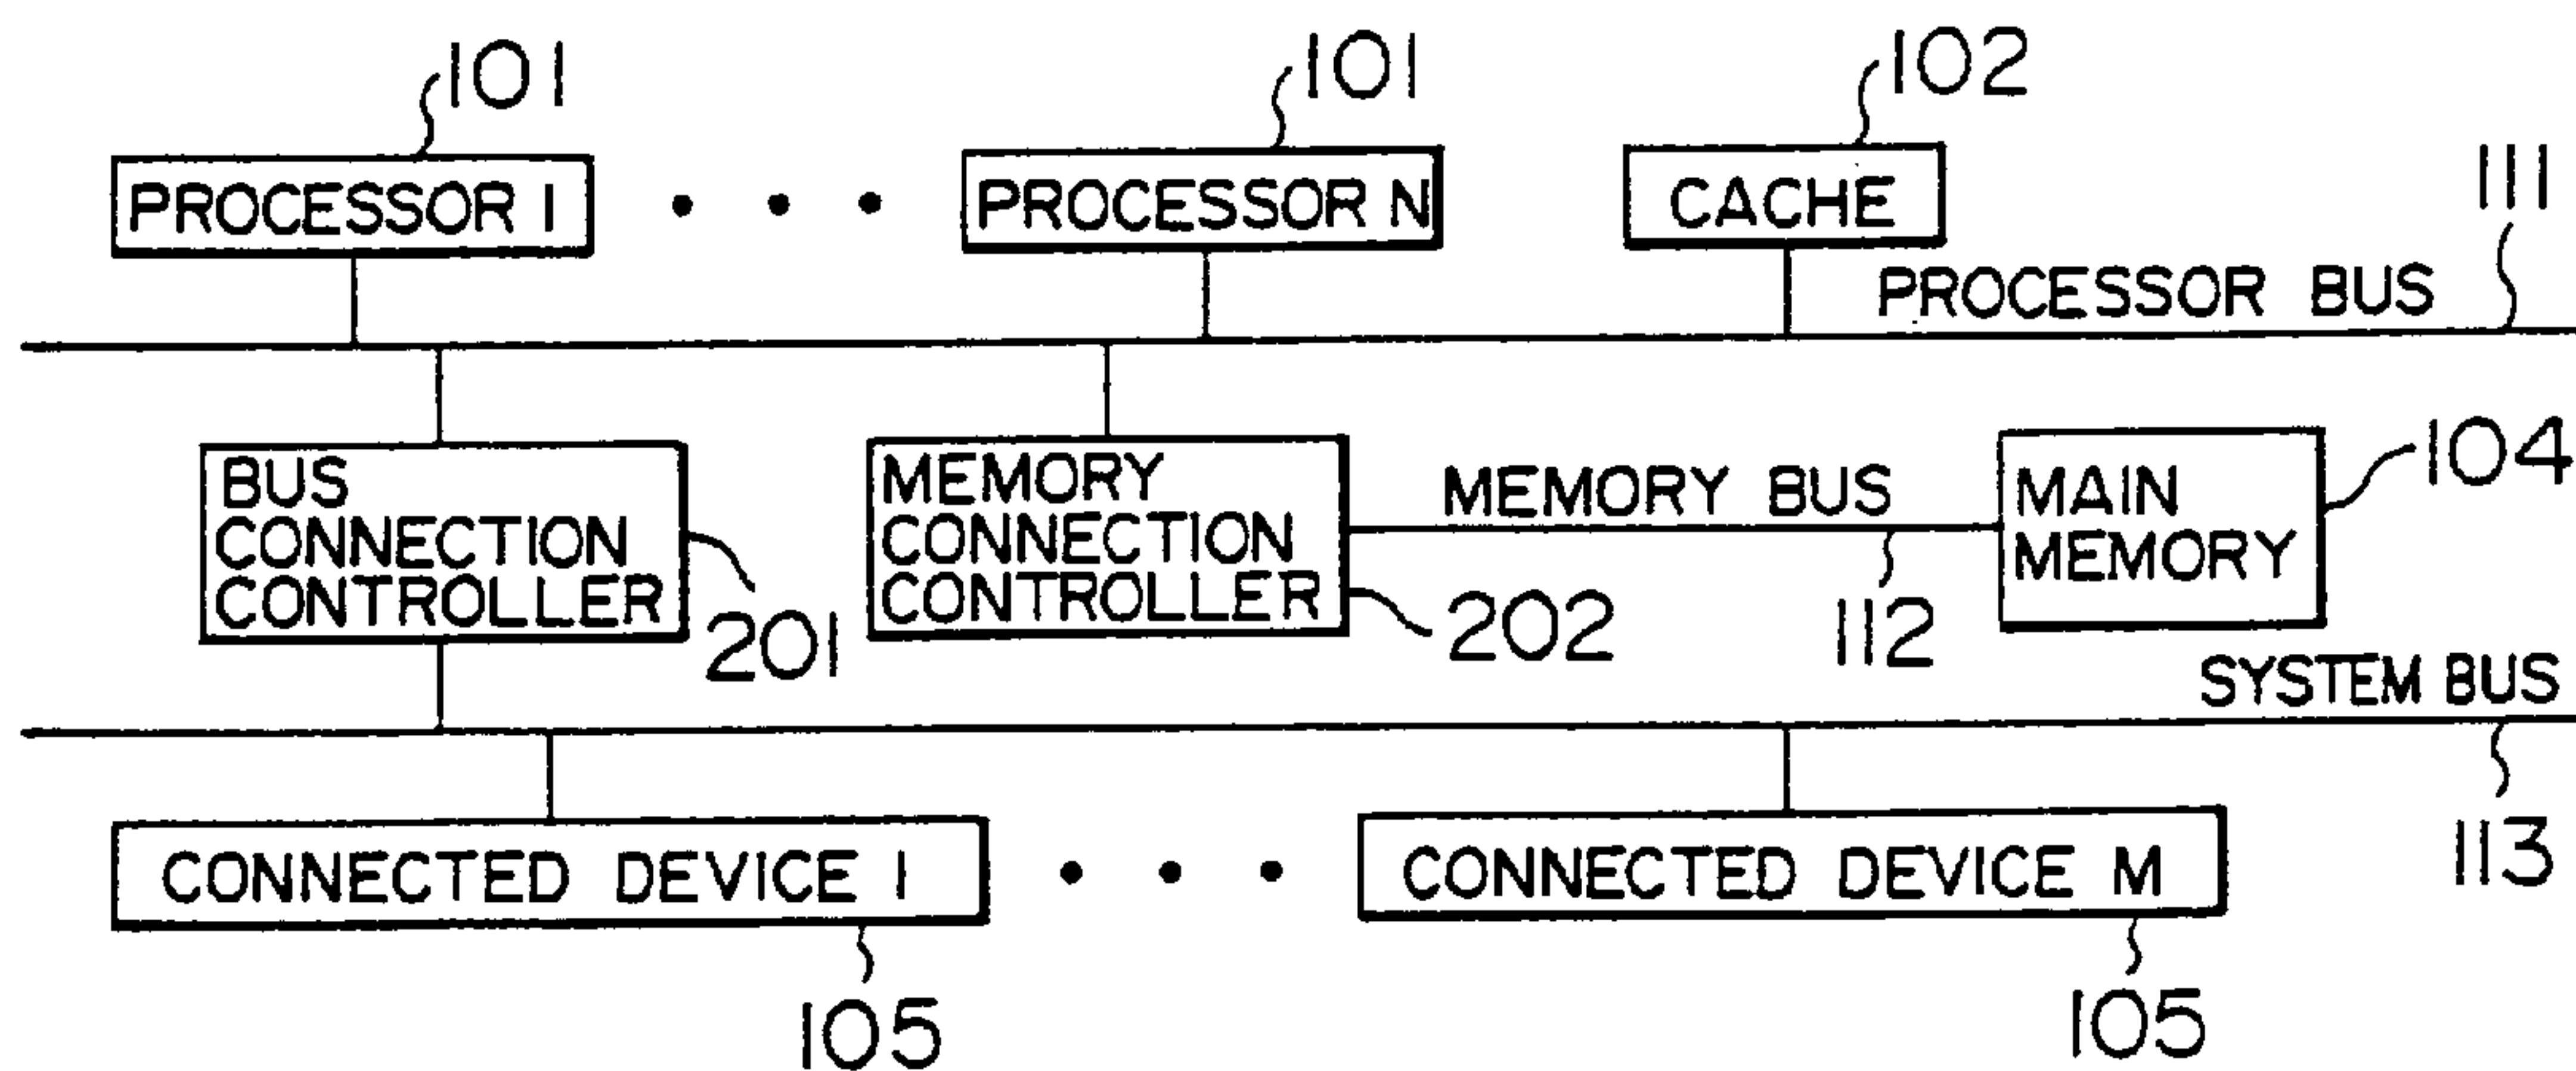 101
101
102
PROCESSOR 1
PROCESSOR N
CACHE
111
PROCESSOR BUS
BUS
CONNECTION
CONTROLLER
201
MEMORY
CONNECTION
CONTROLLER
202
MEMORY BUS
112
MAIN
MEMORY
104
SYSTEM BUS
113
CONNECTED DEVICE 1
CONNECTED DEVICE M
105
105